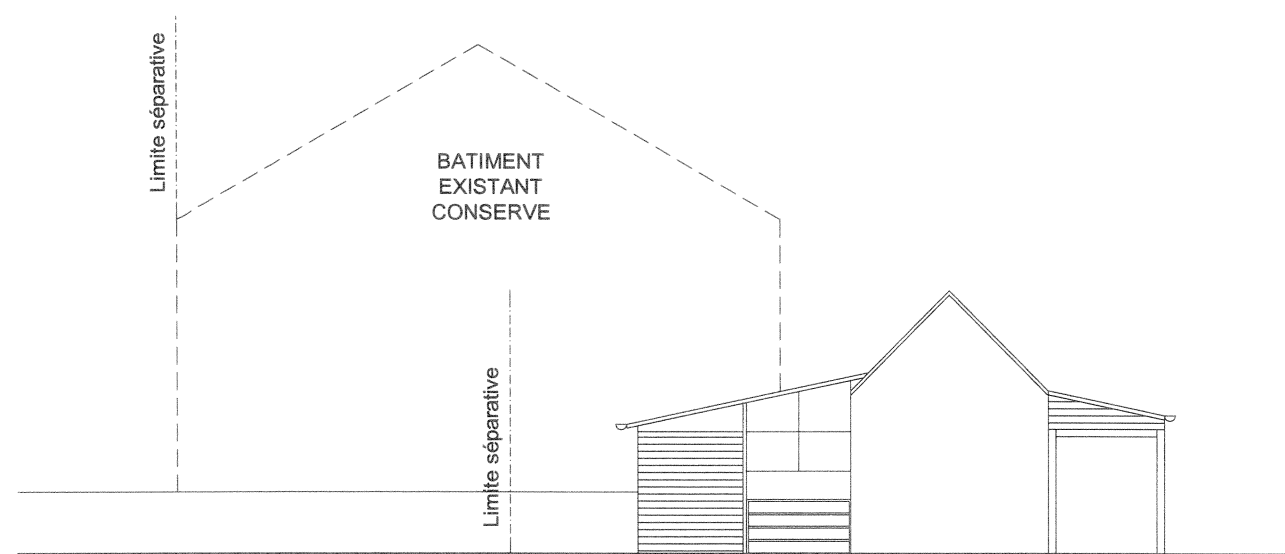 Limite séparative
BATIMENT
EXISTANT
CONSERVE
Limite séparative